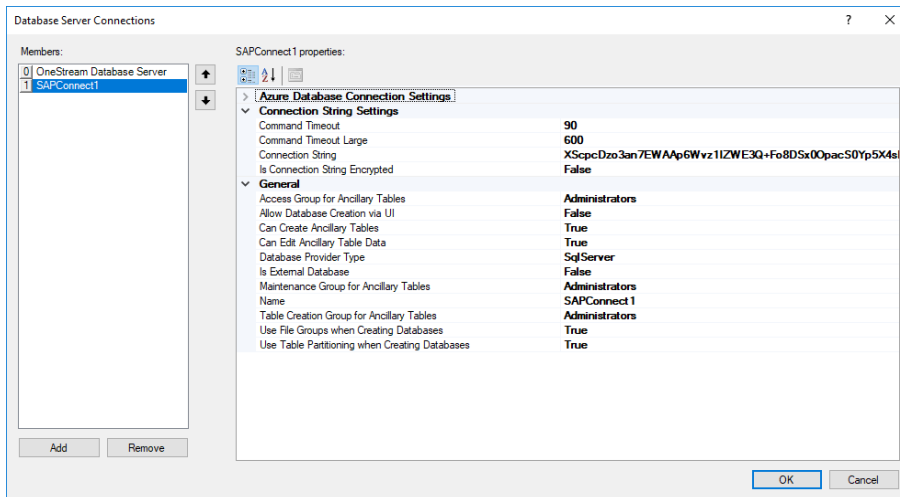 Database Server Connections
? ×
Members:
0 OneStream Database Server
1 SAPConnect1
Add
Remove
SAPConnect1 properties:
Azure Database Connection Settings
Connection String Settings
Command Timeout 90
Command Timeout Large 600
Connection String
Is Connection String Encrypted False
General
Access Group for Ancillary Tables Administrators
Allow Database Creation via UI False
Can Create Ancillary Tables True
Can Edit Ancillary Table Data True
Database Provider Type SqlServer
Is External Database False
Maintenance Group for Ancillary Tables Administrators
Name SAPConnect1
Table Creation Group for Ancillary Tables Administrators
Use File Groups when Creating Databases True
Use Table Partitioning when Creating Databases True
OK
Cancel